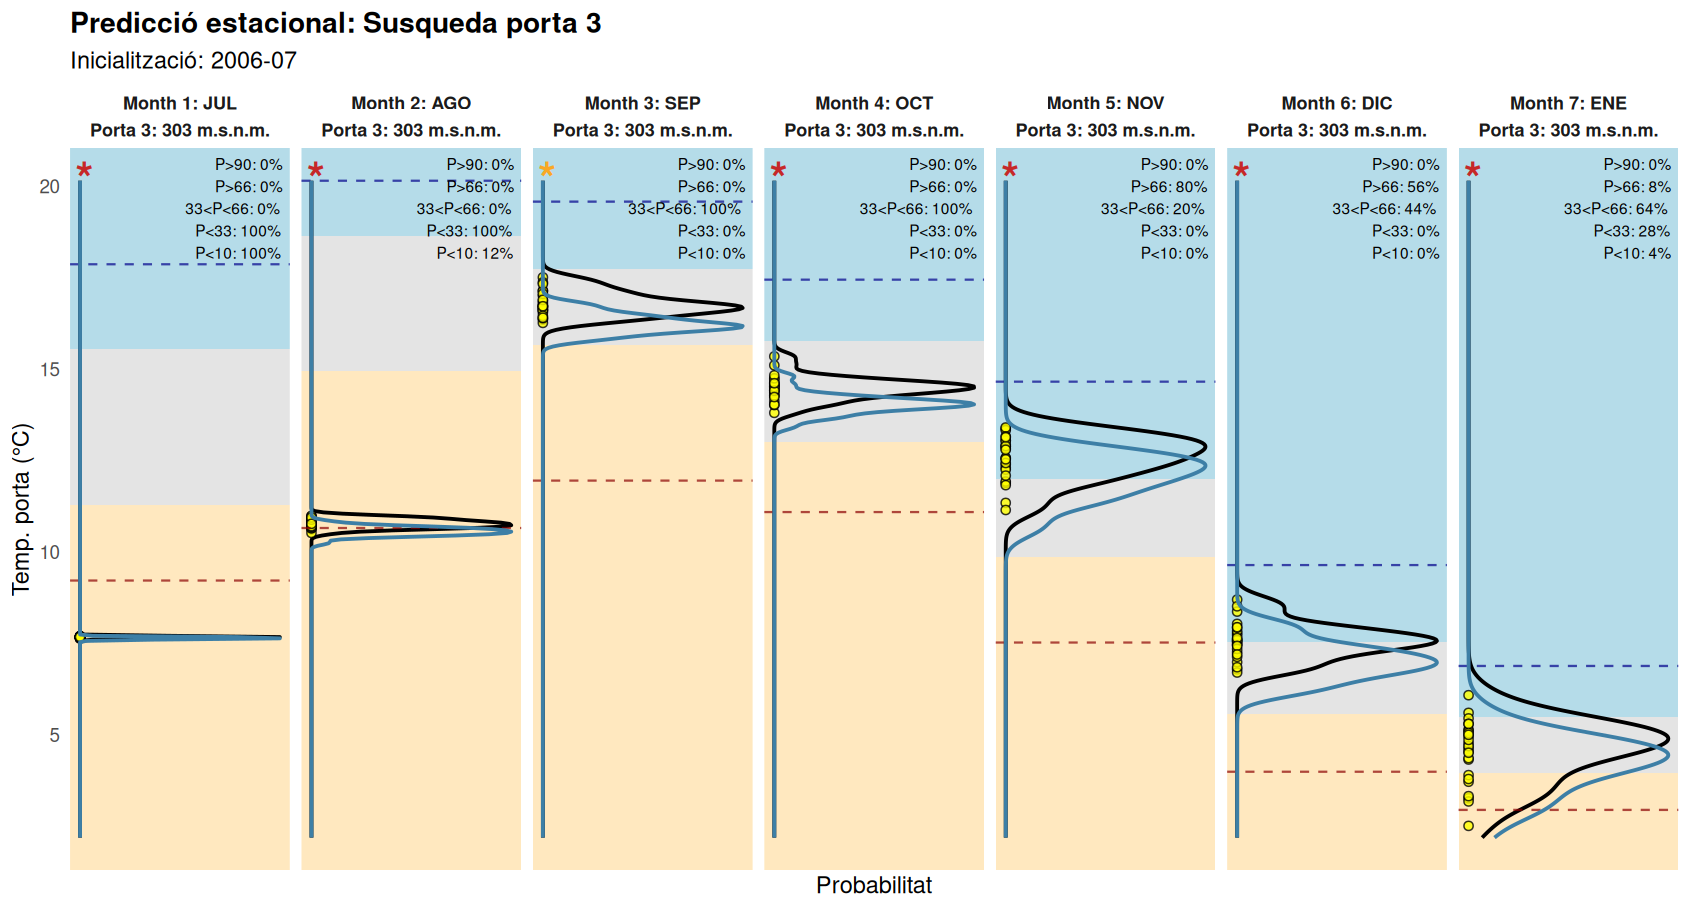 Predicció estacional: Susqueda porta 3
Inicialització: 2006-07
Month 1: JUL
Porta 3: 303 m.s.n.m.
Month 2: AGO
Porta 3: 303 m.s.n.m.
Month 3: SEP
Porta 3: 303 m.s.n.m.
Month 4: OCT
Porta 3: 303 m.s.n.m.
Month 5: NOV
Porta 3: 303 m.s.n.m.
Month 6: DIC
Porta 3: 303 m.s.n.m.
Month 7: ENE
Porta 3: 303 m.s.n.m.
*
P>90: 0%
P>66: 0%
33<P<66: 0%
P<33: 100%
P<10: 100%
*
P>90: 0%
P>66: 0%
33<P<66: 0%
P<33: 100%
P<10: 12%
*
P>90: 0%
P>66: 0%
33<P<66: 100%
P<33: 0%
P<10: 0%
*
P>90: 0%
P>66: 0%
33<P<66: 100%
P<33: 0%
P<10: 0%
*
P>90: 0%
P>66: 80%
33<P<66: 20%
P<33: 0%
P<10: 0%
*
P>90: 0%
P>66: 56%
33<P<66: 44%
P<33: 0%
P<10: 0%
*
P>90: 0%
P>66: 8%
33<P<66: 64%
P<33: 28%
P<10: 4%
20
15
10
5
Temp. porta (°C)
Probabilitat